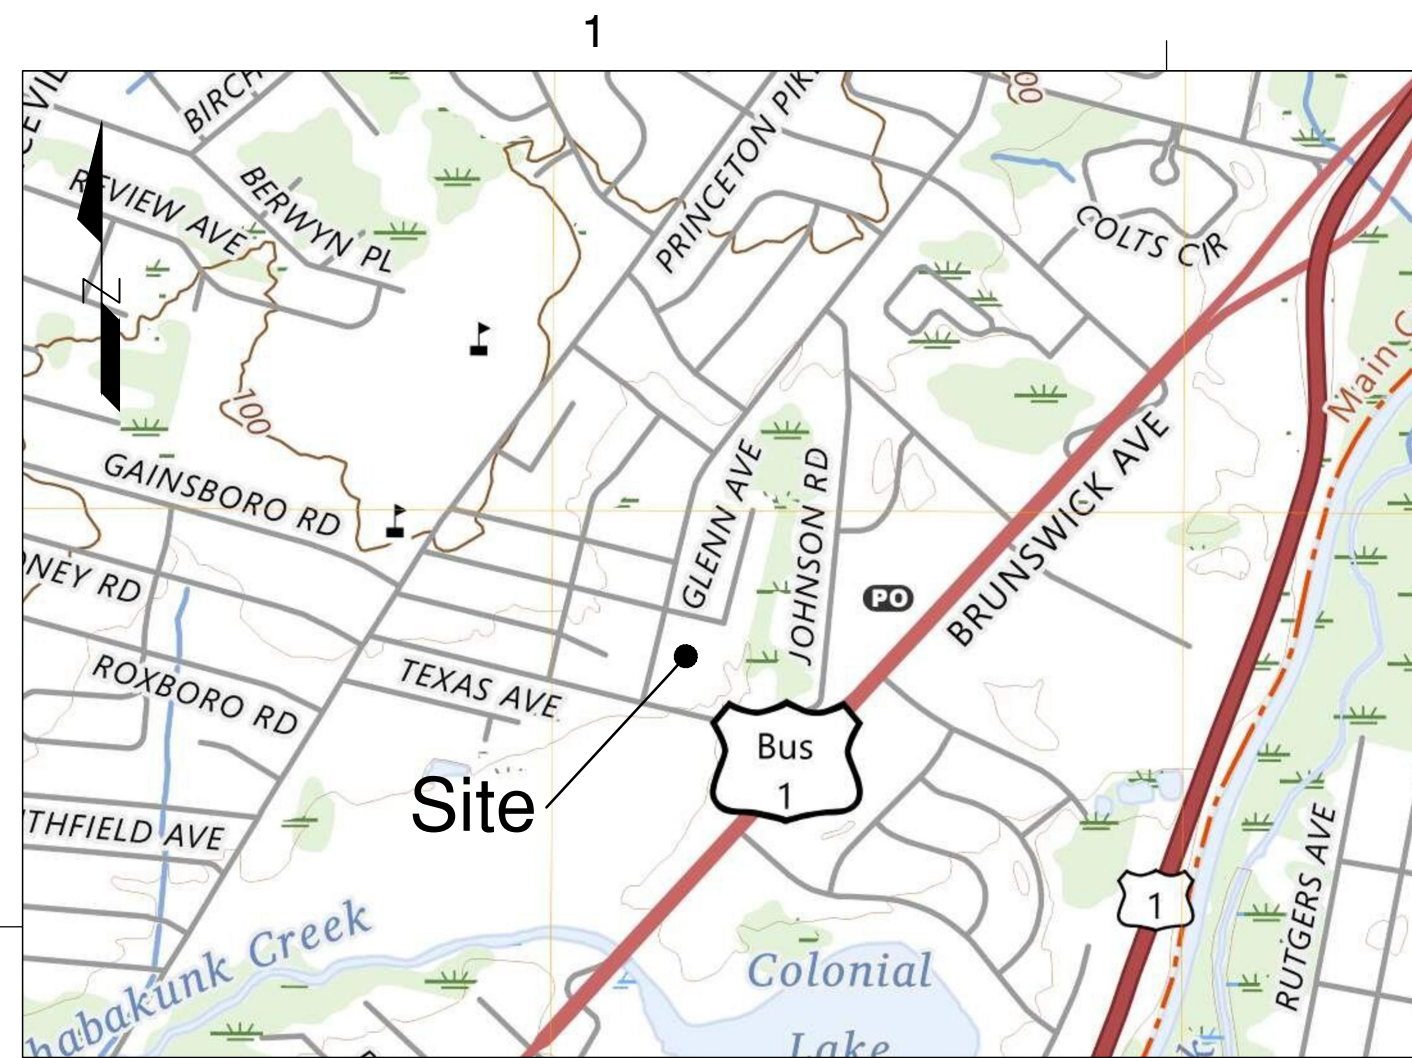 1
BIRCH
PRINCETON PIK
00
REVIEW AVE
BERWYN PL
COLTS CIR
N
Main C
100
GAINSBORO RD
GLENN AVE
JOHNSON RD
BRUNSWICK AVE
PO
NEY RD
ROXBORO RD
TEXAS AVE
Bus
1
Site
THFIELD AVE
RUTGERS AVE
1
habakunk Creek
Colonial
Lake